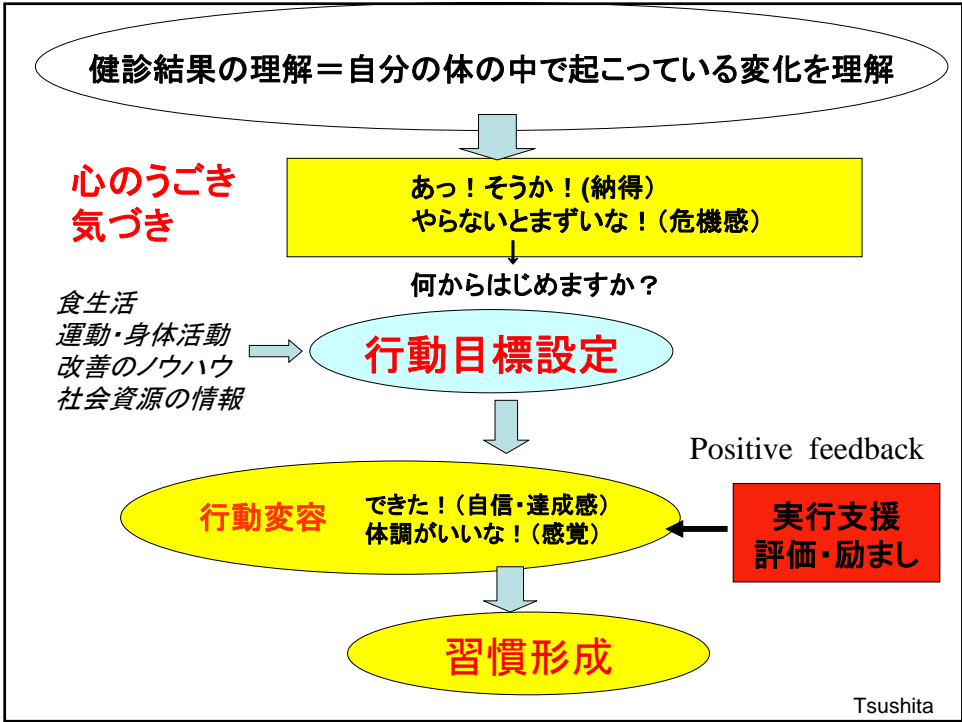 健診結果の理解＝自分の体の中で起こっている変化を理解
心のうごき
気づき
あっ！そうか！(納得）
やらないとまずいな！（危機感）
何からはじめますか？
食生活
運動・身体活動
改善のノウハウ
社会資源の情報
行動目標設定
Positive feedback
行動変容
できた！（自信・達成感）
体調がいいな！（感覚）
実行支援
評価・励まし
習慣形成
Tsushita